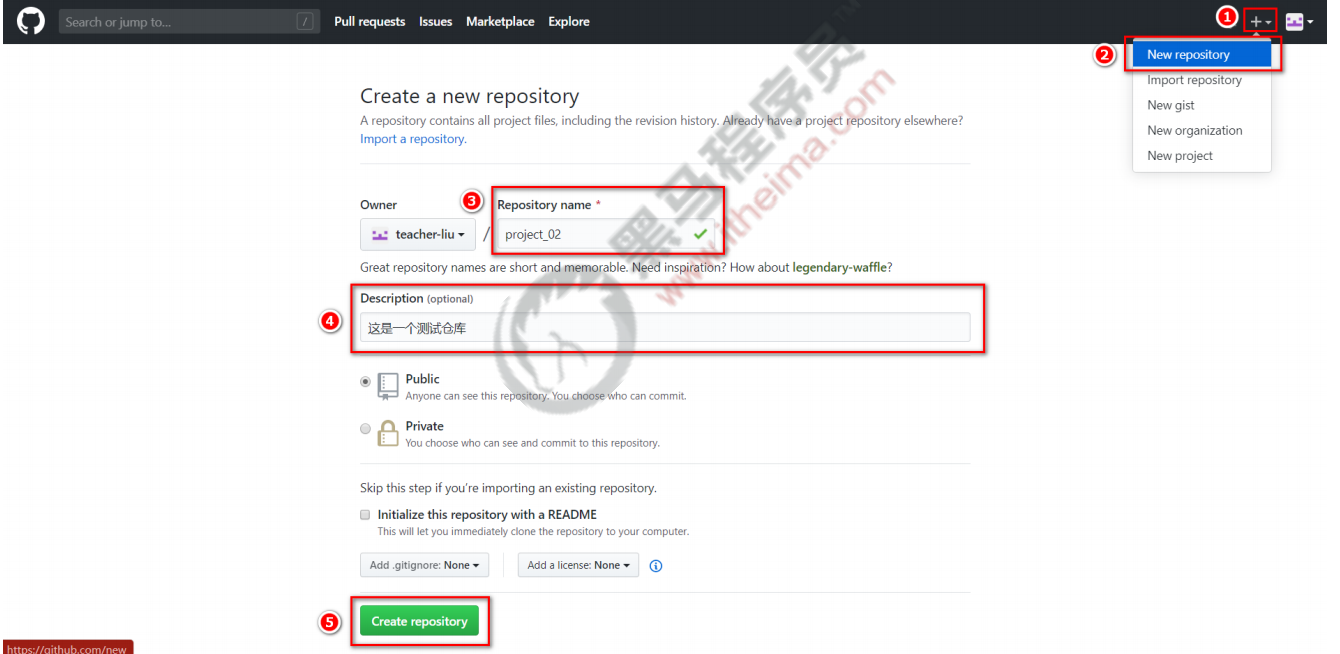 Search or jump to... /
Pull requests Issues Marketplace Explore
1
2
New repository
Import repository
New gist
New organization
New project
Create a new repository
A repository contains all project files, including the revision history. Already have a project repository elsewhere?
Import a repository.
Owner
3
Repository name *
teacher-liu / project_02
Great repository names are short and memorable. Need inspiration? How about legendary-waffle?
4
Description (optional)
这是一个测试仓库
Public
Anyone can see this repository. You choose who can commit.
Private
You choose who can see and commit to this repository.
Skip this step if you're importing an existing repository.
Initialize this repository with a README
This will let you immediately clone the repository to your computer.
Add .gitignore: None Add a license: None
5
Create repository
https://github.com/new
黑马程序员™
www.itheima.com